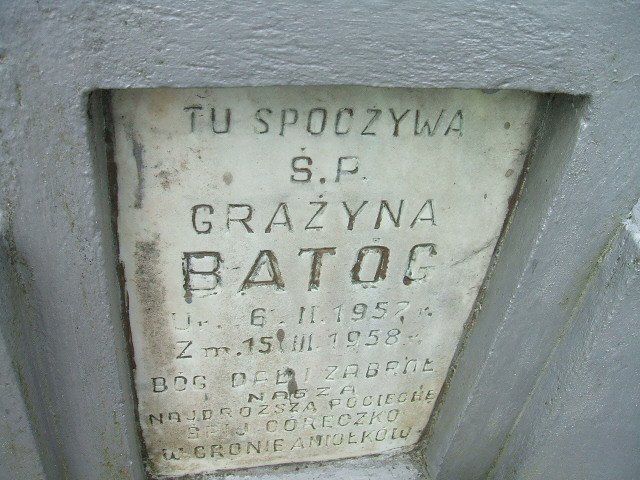 TU SPOCZYWA
Ś.P.
GRAŻYNA
BATOG
Ur. 6 II. 1957 r.
Zm. 15 III. 1958 r.
BÓG DAŁ I ZABRAŁ
NASZĄ
NAJDROŻSZĄ POCIECHĘ
ŚPIJ CÓRECZKO
W GRONIE ANIOŁKÓW